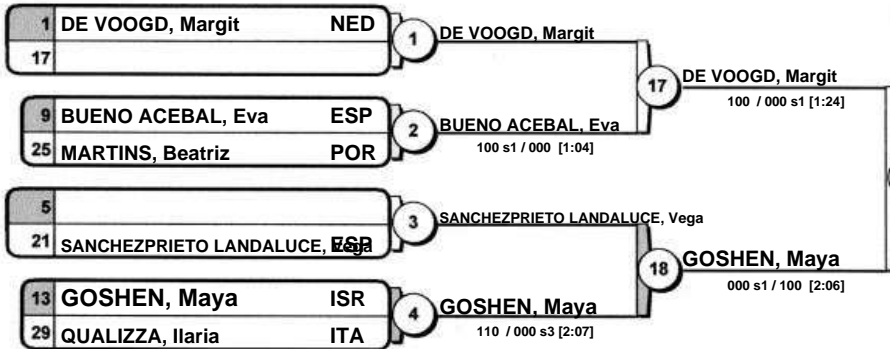 1 DE VOOGD, Margit NED
17
1 DE VOOGD, Margit
17 DE VOOGD, Margit
100 / 000 s1 [1:24]
9 BUENO ACEBAL, Eva ESP
25 MARTINS, Beatriz POR
2 BUENO ACEBAL, Eva
100 s1 / 000 [1:04]
5
21 SANCHEZPRIETO LANDALUCE, Vega ESP
3 SANCHEZPRIETO LANDALUCE, Vega
18 GOSHEN, Maya
000 s1 / 100 [2:06]
13 GOSHEN, Maya ISR
29 QUALIZZA, Ilaria ITA
4 GOSHEN, Maya
110 / 000 s3 [2:07]